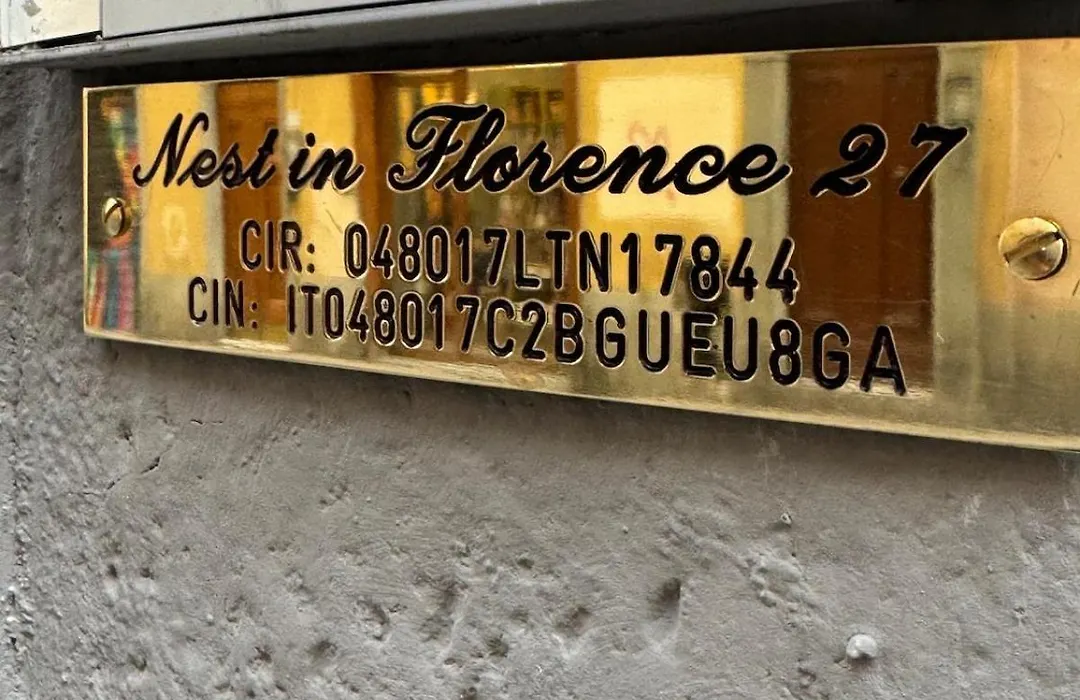 Nest in Florence 27
CIR: 048017LTN17844
CIN: IT048017C2BGUEU8GA